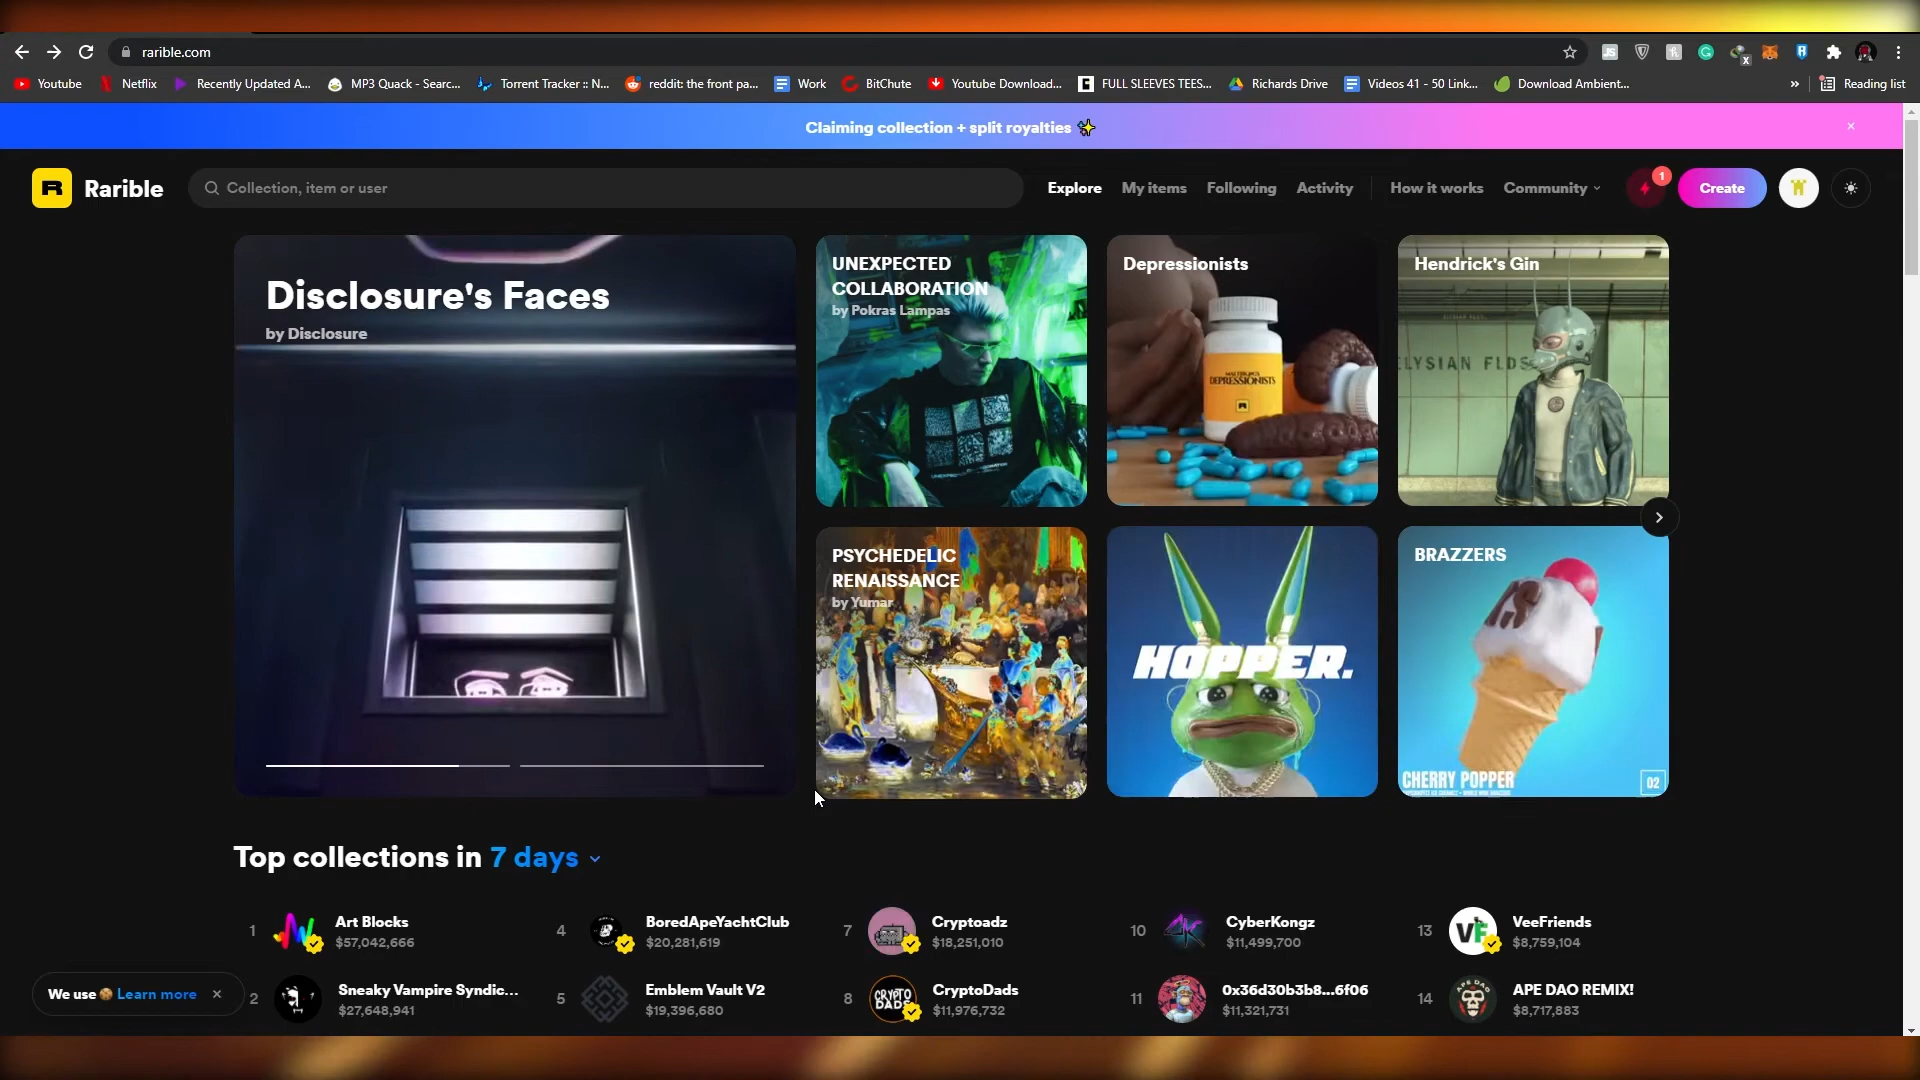 rarible.com
Youtube
Netflix
Recently Updated A...
MP3 Quack - Searc...
Torrent Tracker :: N...
reddit: the front pa...
Work
BitChute
Youtube Download...
FULL SLEEVES TEES...
Richards Drive
Videos 41 - 50 Link...
Download Ambient...
»
Reading list
Claiming collection + split royalties ✨
Rarible
Collection, item or user
Explore
My items
Following
Activity
How it works
Community
1
Create
Disclosure's Faces
by Disclosure
UNEXPECTED
COLLABORATION
by Pokras Lampas
Depressionists
DEPRESSIONISTS
Hendrick's Gin
ELYSIAN FLDS
PSYCHEDELIC
RENAISSANCE
by Yumar
HOPPER.
BRAZZERS
CHERRY POPPER
02
Top collections in 7 days
1
Art Blocks
$57,042,666
4
BoredApeYachtClub
$20,281,619
7
Cryptoadz
$18,251,010
10
CyberKongz
$11,499,700
13
VF
VeeFriends
$8,759,104
We use 🍪 Learn more
2
Sneaky Vampire Syndic...
$27,648,941
5
Emblem Vault V2
$19,396,680
8
CRYPTO
DADS
CryptoDads
$11,976,732
11
0x36d30b3b8...6f06
$11,321,731
14
APE DAO
APE DAO REMIX!
$8,717,883